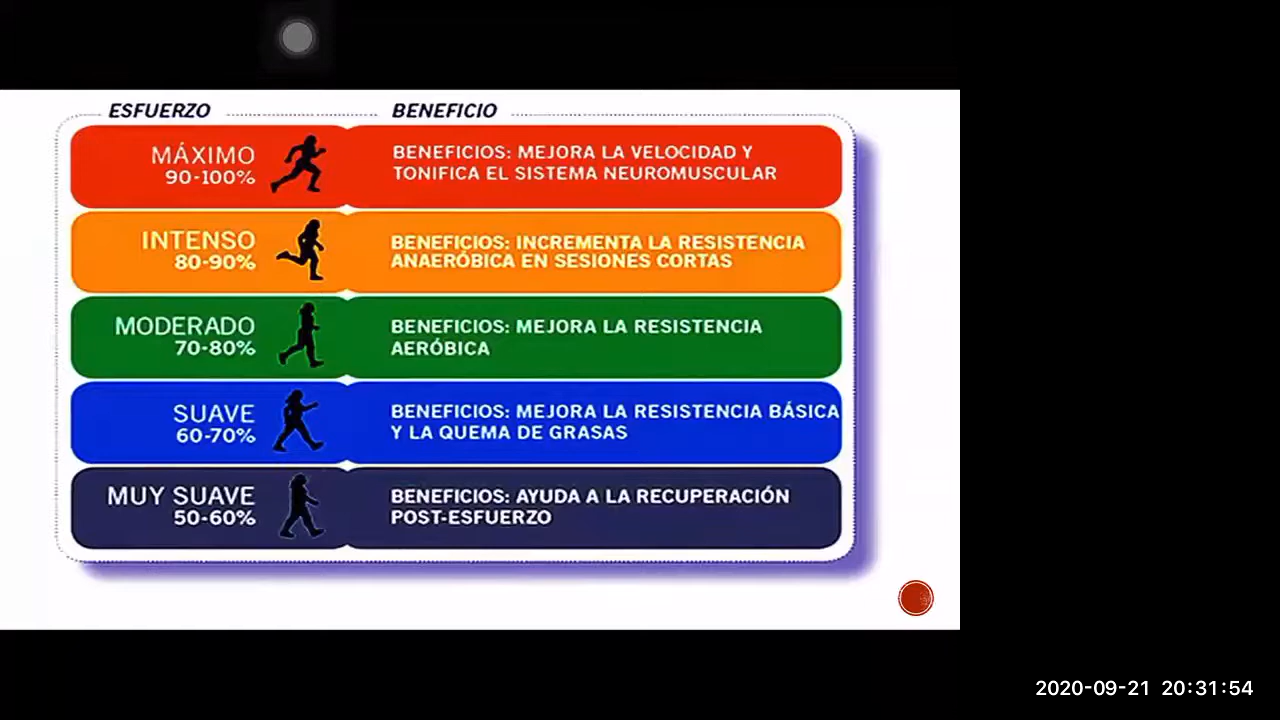 ESFUERZO
BENEFICIO
MÁXIMO
90-100%
BENEFICIOS: MEJORA LA VELOCIDAD Y
TONIFICA EL SISTEMA NEUROMUSCULAR
INTENSO
80-90%
BENEFICIOS: INCREMENTA LA RESISTENCIA
ANAERÓBICA EN SESIONES CORTAS
MODERADO
70-80%
BENEFICIOS: MEJORA LA RESISTENCIA
AERÓBICA
SUAVE
60-70%
BENEFICIOS: MEJORA LA RESISTENCIA BÁSICA
Y LA QUEMA DE GRASAS
MUY SUAVE
50-60%
BENEFICIOS: AYUDA A LA RECUPERACIÓN
POST-ESFUERZO
2020-09-21 20:31:54